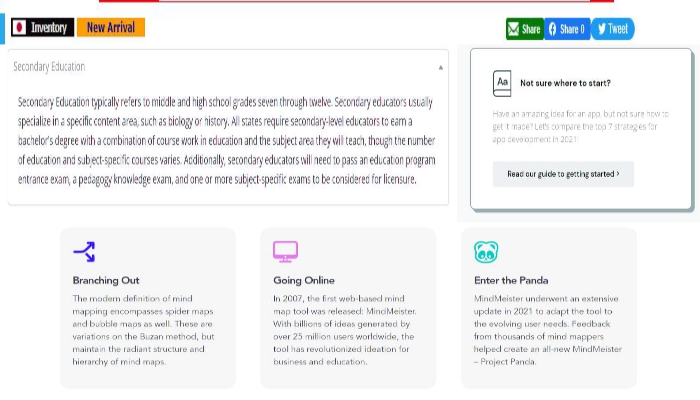 Inventory
New Arrival
Share
Share 0
Tweet
Secondary Education
Secondary Education typically refers to middle and high school grades seven through twelve. Secondary educators usually
specialize in a specific content area, such as biology or history. All states require secondary-level educators to earn a
bachelor's degree with a combination of course work in education and the subject area they will teach, though the number
of education and subject-specific courses varies. Additionally, secondary educators will need to pass an education program
entrance exam, a pedagogy knowledge exam, and one or more subject-specific exams to be considered for licensure.
Aa
Not sure where to start?
Have an amazing idea for an app, but not sure how to
get it made? Let's compare the top 7 strategies for
app development in 2021!
Read our guide to getting started ›
Branching Out
The modern definition of mind
mapping encompasses spider maps
and bubble maps as well. These are
variations on the Buzan method, but
maintain the radiant structure and
hierarchy of mind maps.
Going Online
In 2007, the first web-based mind
map tool was released: MindMeister.
With billions of ideas generated by
over 25 million users worldwide, the
tool has revolutionized ideation for
business and education.
Enter the Panda
MindMeister underwent an extensive
update in 2021 to adapt the tool to
the evolving user needs. Feedback
from thousands of mind mappers
helped create an all-new MindMeister
– Project Panda.